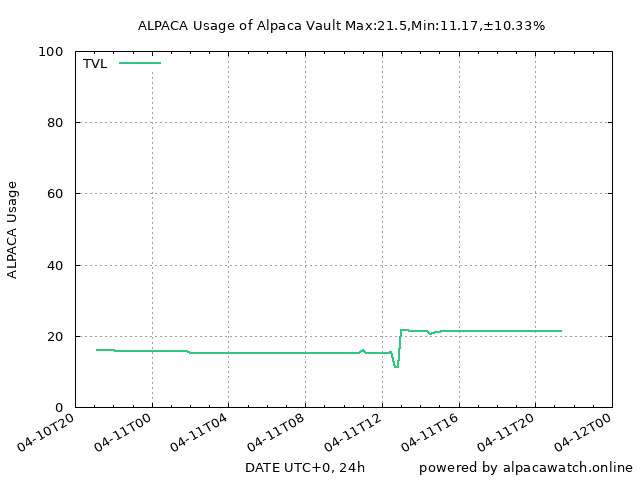 ALPACA Usage of Alpaca Vault Max:21.5,Min:11.17,±10.33%
100
TVL
80
60
ALPACA Usage
40
20
0
04-10T20
04-11T00
04-11T04
04-11T08
04-11T12
04-11T16
04-11T20
04-12T00
DATE UTC+0, 24h
powered by alpacawatch.online